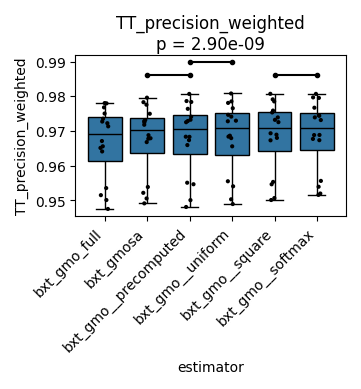 TT_precision_weighted
p = 2.90e-09
TT_precision_weighted
0.99
0.98
0.97
0.96
0.95
bxt_gmo_full
bxt_gmosa
bxt_gmo__precomputed
bxt_gmo__uniform
bxt_gmo__square
bxt_gmo__softmax
estimator